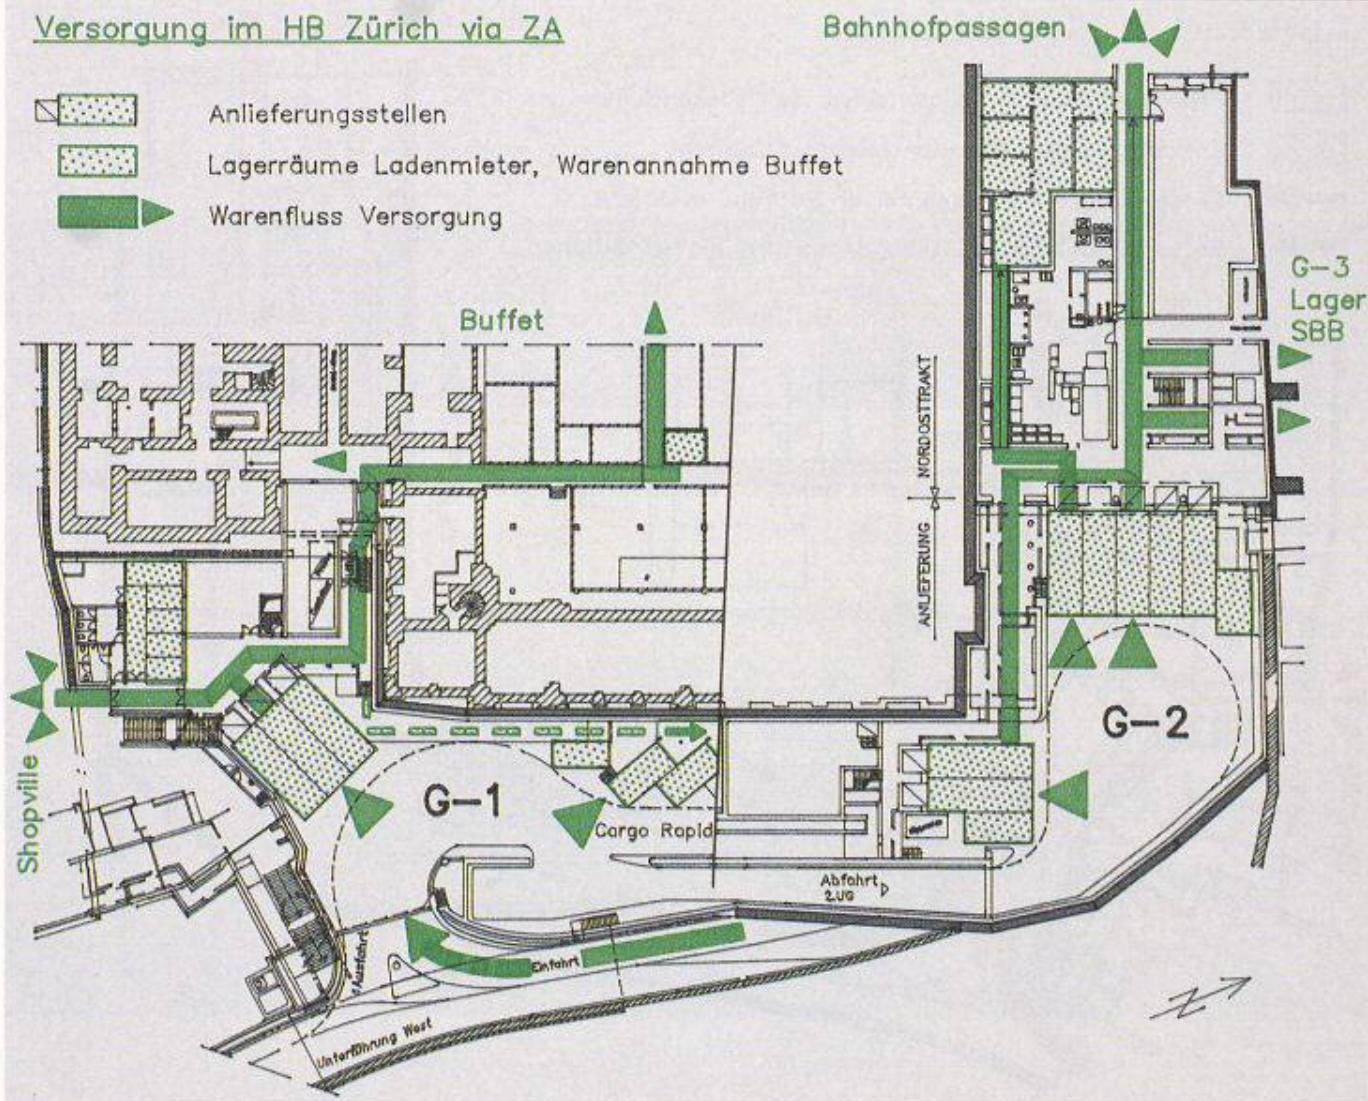 Versorgung im HB Zürich via ZA
Bahnhofpassagen
Anlieferungsstellen
Lagerräume Ladenmieter, Warenannahme Buffet
Warenfluss Versorgung
G-3
Lager
SBB
Buffet
NORDOSTTRAKT
ANLIEFERUNG
Shopville
G-1
G-2
Cargo Rapid
Abfahrt
2UG
Einfahrt
Ausfahrt
Unterführung West